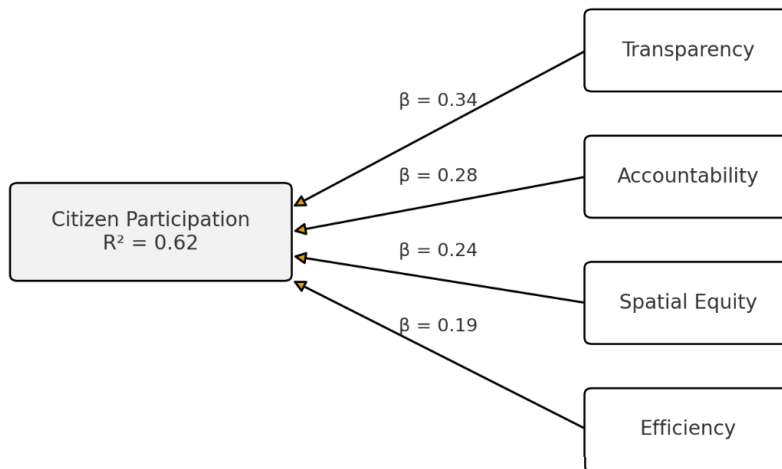 Transparency
β = 0.34
Accountability
β = 0.28
Citizen Participation
R² = 0.62
β = 0.24
Spatial Equity
β = 0.19
Efficiency